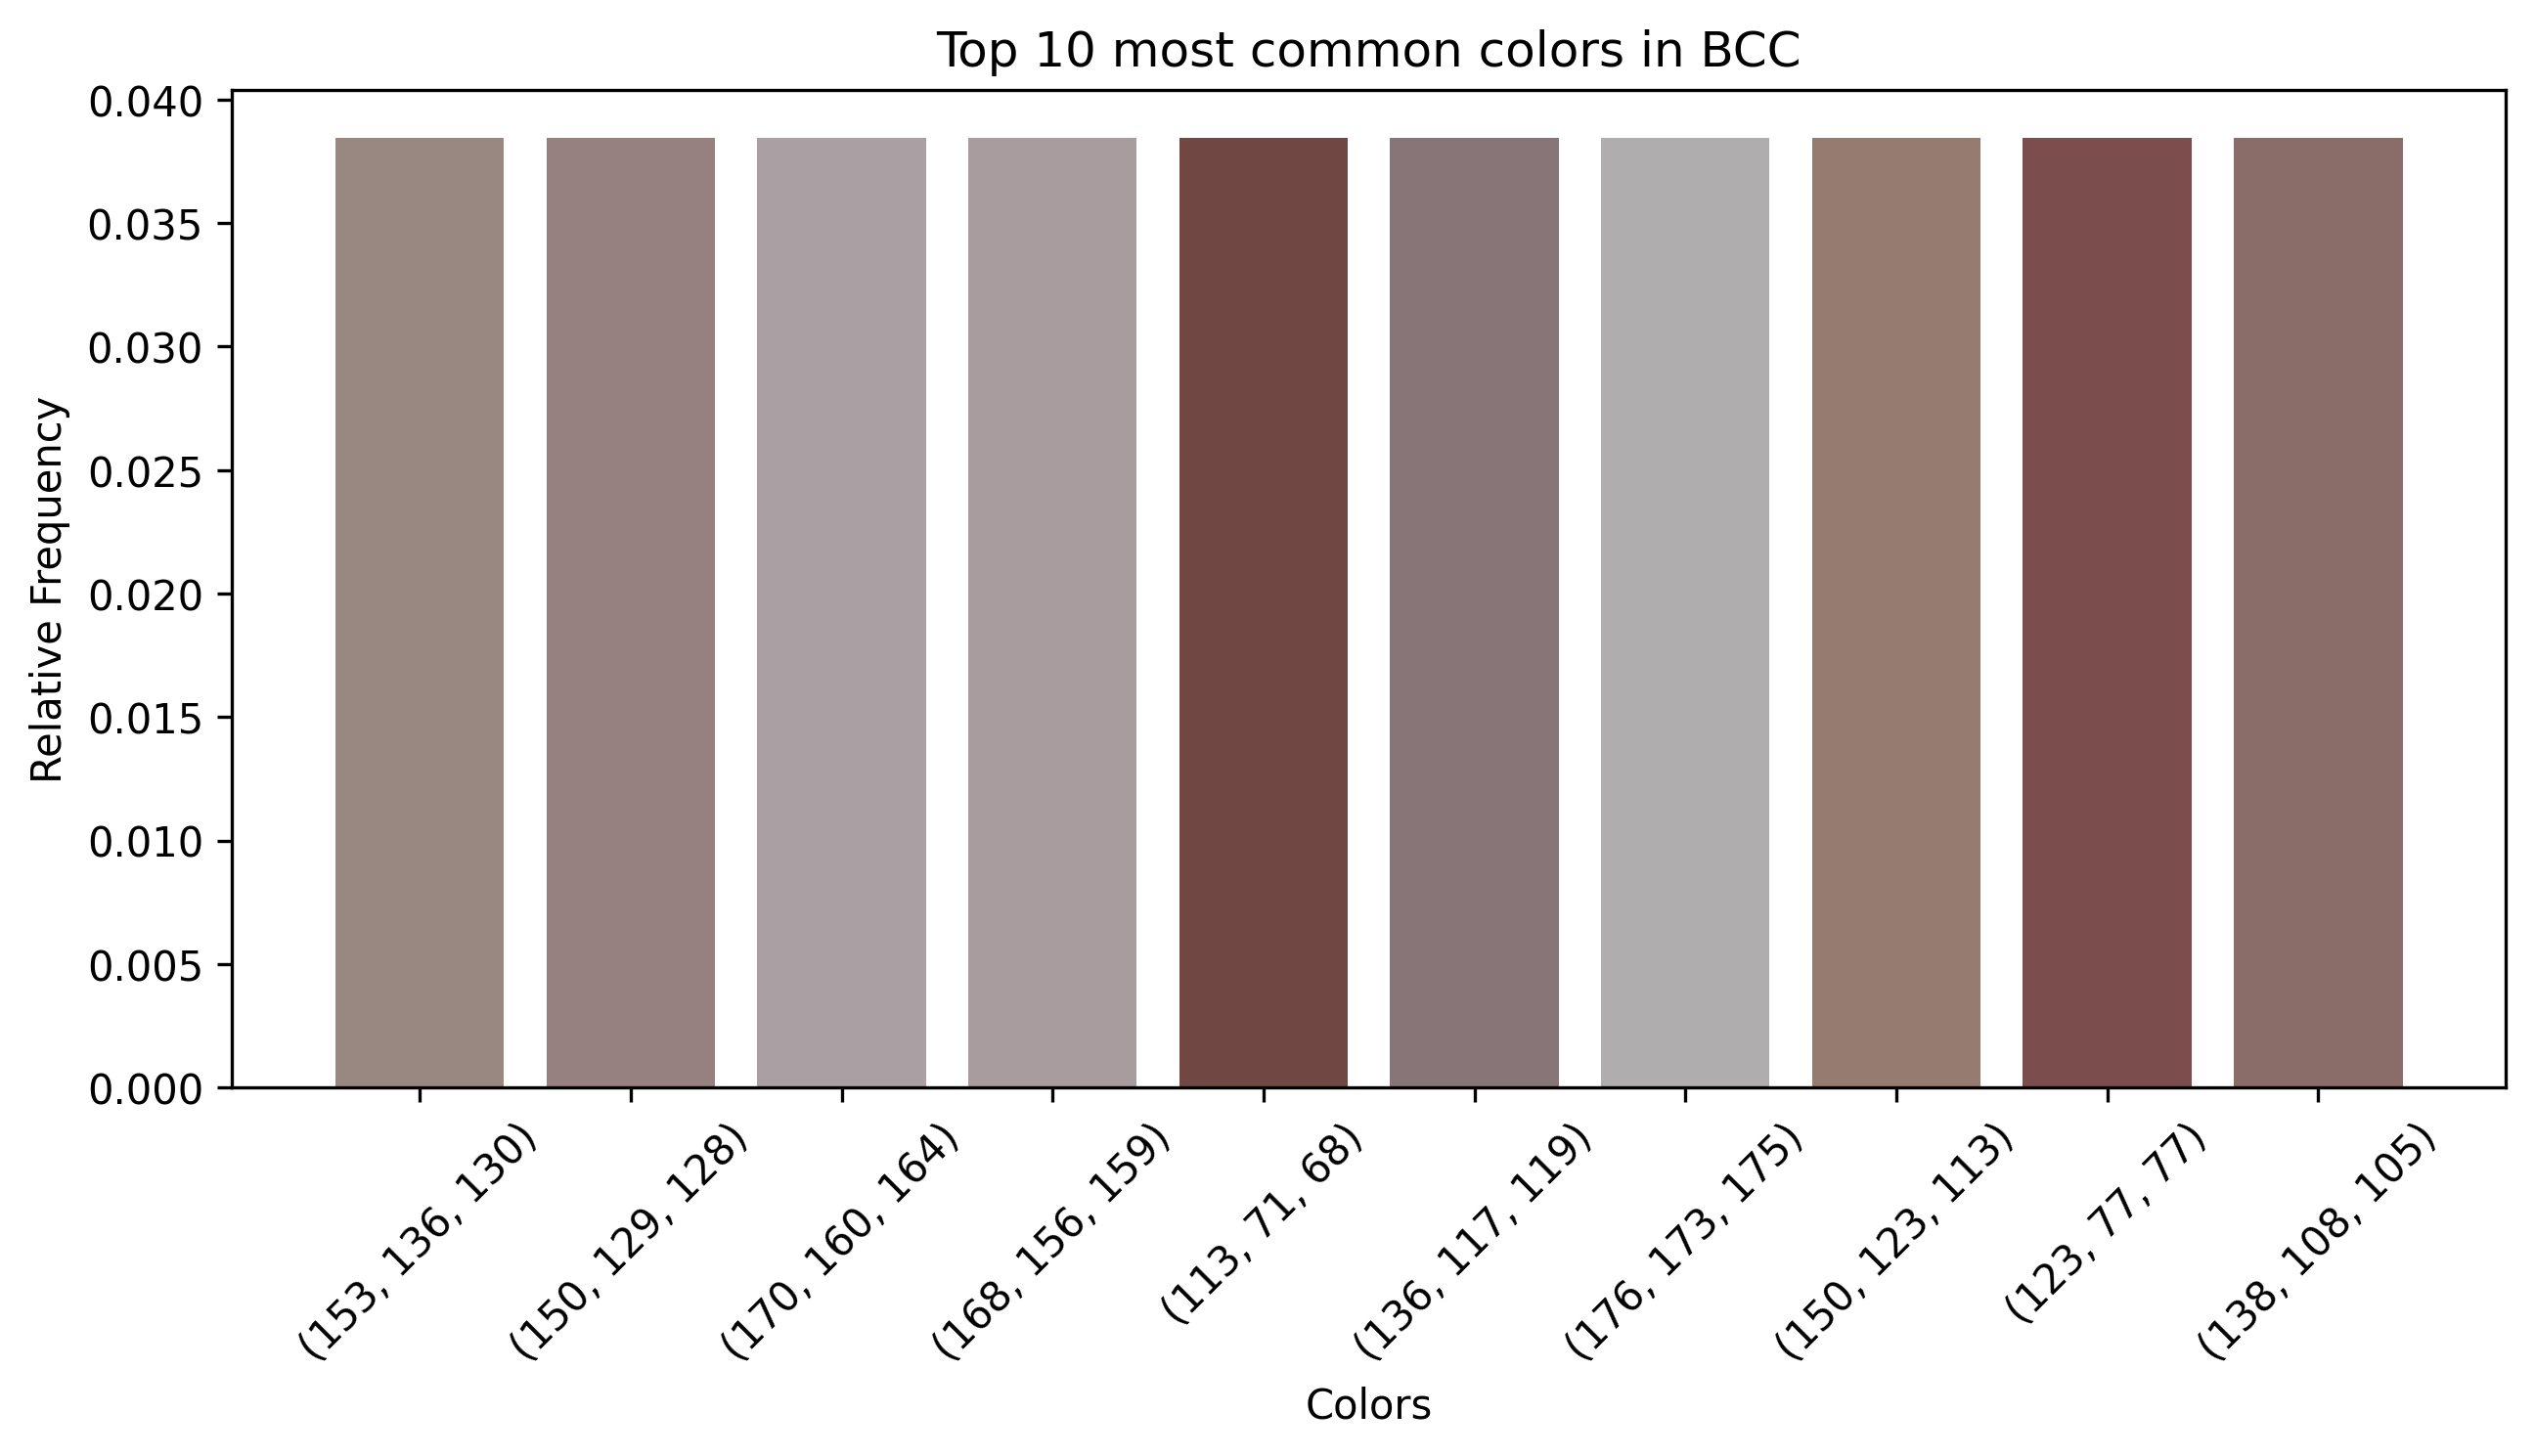 Top 10 most common colors in BCC
0.040
0.035
0.030
0.025
0.020
0.015
0.010
0.005
0.000
Relative Frequency
(153, 136, 130)
(150, 129, 128)
(170, 160, 164)
(168, 156, 159)
(113, 71, 68)
(136, 117, 119)
(176, 173, 175)
(150, 123, 113)
(123, 77, 77)
(138, 108, 105)
Colors